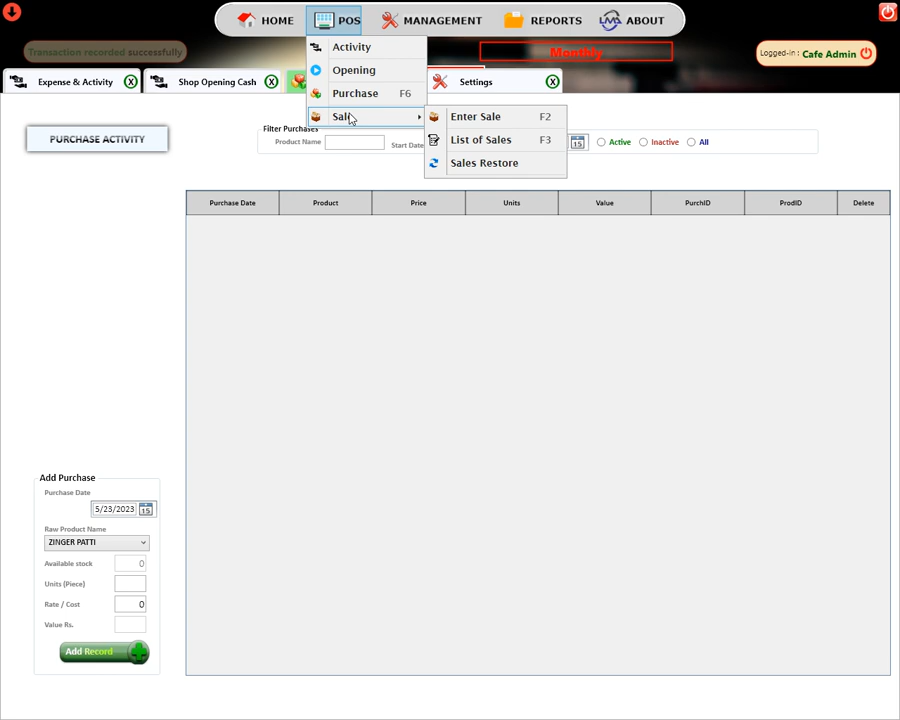 HOME
POS
MANAGEMENT
REPORTS
ABOUT
Transaction recorded successfully
Monthly
Logged-in : Cafe Admin
Activity
Opening
Purchase F6
Expense & Activity X
Shop Opening Cash X
Settings X
Enter Sale F2
List of Sales F3
Sales Restore
PURCHASE ACTIVITY
Filter Purchases
Product Name
Start Date
15
Active
Inactive
All
Purchase Date
Product
Price
Units
Value
PurchID
ProdID
Delete
Add Purchase
Purchase Date
5/23/2023 15
Raw Product Name
ZINGER PATTI
Available stock 0
Units (Piece)
Rate / Cost 0
Value Rs.
Add Record